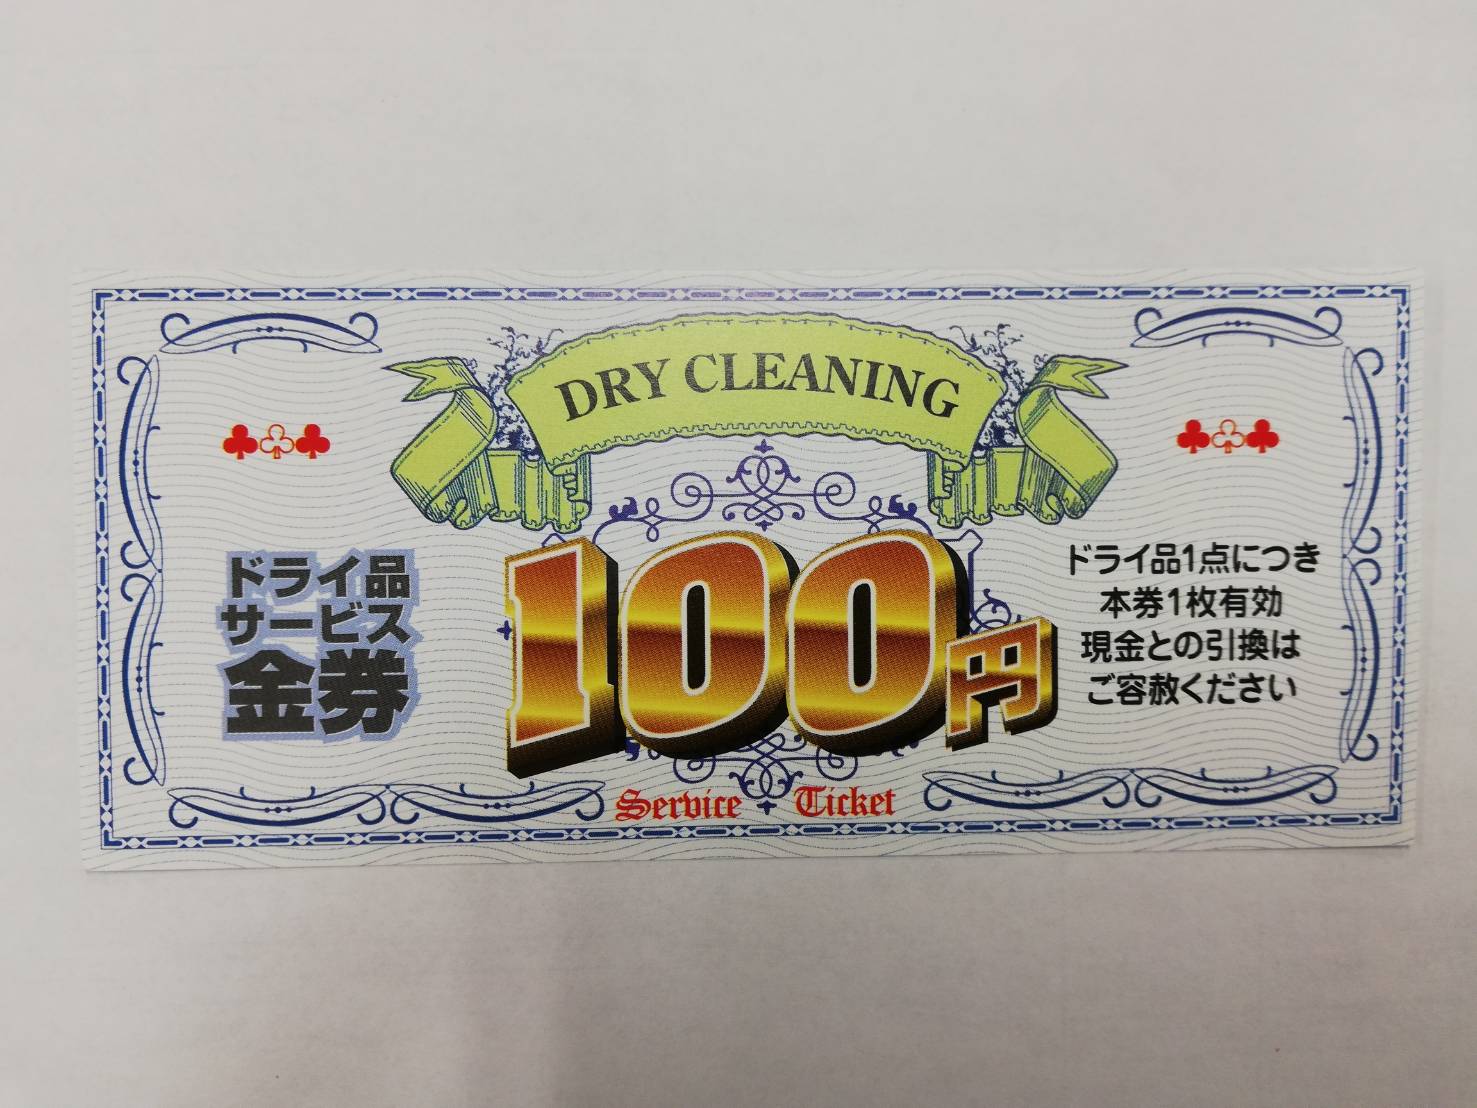 DRY CLEANING
ドライ品
サービス
金券
100円
ドライ品1点につき
本券1枚有効
現金との引換は
ご容赦ください
Service Ticket